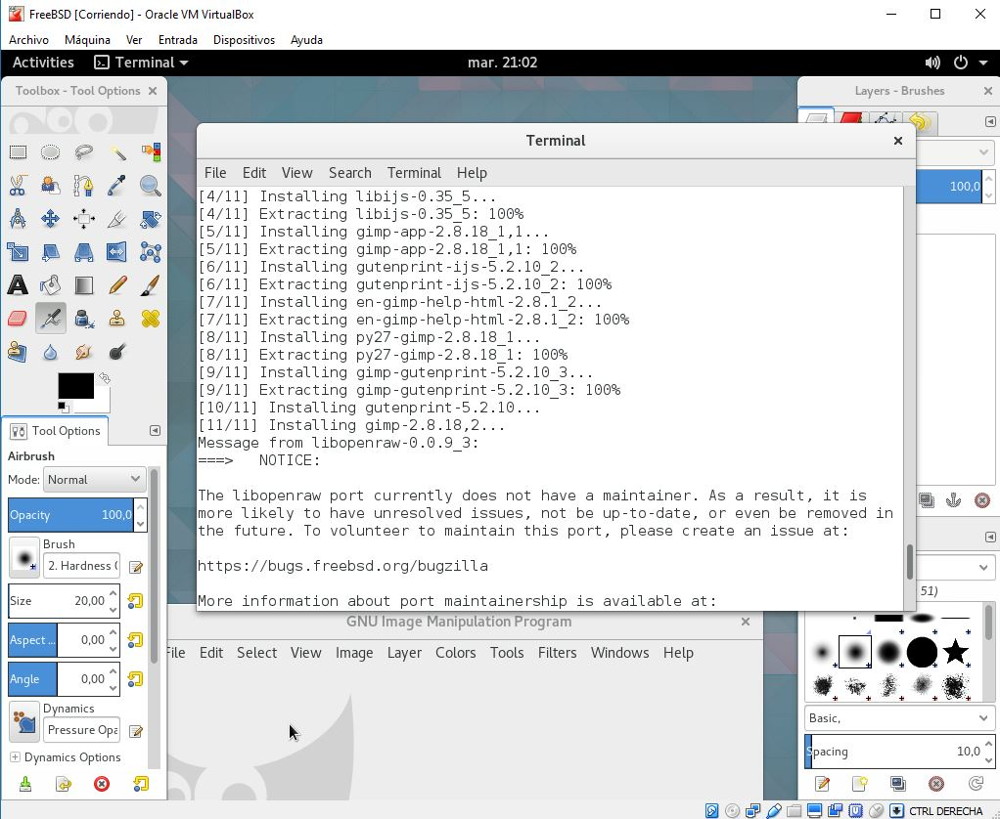 FreeBSD [Corriendo] - Oracle VM VirtualBox
Archivo Máquina Ver Entrada Dispositivos Ayuda
Activities Terminal mar. 21:02
Toolbox - Tool Options
Layers - Brushes
Terminal
File Edit View Search Terminal Help
[4/11] Installing libijs-0.35_5...
[4/11] Extracting libijs-0.35_5: 100%
[5/11] Installing gimp-app-2.8.18_1,1...
[5/11] Extracting gimp-app-2.8.18_1,1: 100%
[6/11] Installing gutenprint-ijs-5.2.10_2...
[6/11] Extracting gutenprint-ijs-5.2.10_2: 100%
[7/11] Installing en-gimp-help-html-2.8.1_2...
[7/11] Extracting en-gimp-help-html-2.8.1_2: 100%
[8/11] Installing py27-gimp-2.8.18_1...
[8/11] Extracting py27-gimp-2.8.18_1: 100%
[9/11] Installing gimp-gutenprint-5.2.10_3...
[9/11] Extracting gimp-gutenprint-5.2.10_3: 100%
[10/11] Installing gutenprint-5.2.10...
[11/11] Installing gimp-2.8.18,2...
Message from libopenraw-0.0.9_3:
===>   NOTICE:
The libopenraw port currently does not have a maintainer. As a result, it is
more likely to have unresolved issues, not be up-to-date, or even be removed in
the future. To volunteer to maintain this port, please create an issue at:
https://bugs.freebsd.org/bugzilla
More information about port maintainership is available at:
100,0
Tool Options
Airbrush
Mode: Normal
Opacity 100,0
Brush
2. Hardness
Size 20,00
Aspect ... 0,00
Angle 0,00
Dynamics
Pressure Opa
Dynamics Options
GNU Image Manipulation Program
File Edit Select View Image Layer Colors Tools Filters Windows Help
51)
Basic,
Spacing 10,0
CTRL DERECHA